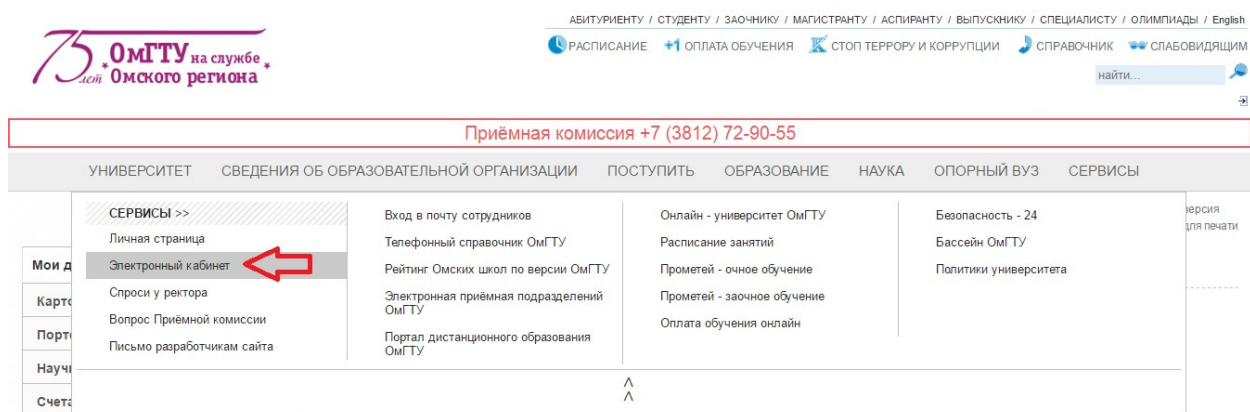 АБИТУРИЕНТУ / СТУДЕНТУ / ЗАОЧНИКУ / МАГИСТРАНТУ / АСПИРАНТУ / ВЫПУСКНИКУ / СПЕЦИАЛИСТУ / ОЛИМПИАДЫ / English
РАСПИСАНИЕ +1 ОПЛАТА ОБУЧЕНИЯ СТОП ТЕРРОРУ И КОРРУПЦИИ СПРАВОЧНИК СЛАБОВИДЯЩИМ
75 лет ОмГТУ на службе
Омского региона
найти...
Приёмная комиссия +7 (3812) 72-90-55
УНИВЕРСИТЕТ СВЕДЕНИЯ ОБ ОБРАЗОВАТЕЛЬНОЙ ОРГАНИЗАЦИИ ПОСТУПИТЬ ОБРАЗОВАНИЕ НАУКА ОПОРНЫЙ ВУЗ СЕРВИСЫ
СЕРВИСЫ >>
Личная страница
Электронный кабинет
Спроси у ректора
Вопрос Приёмной комиссии
Письмо разработчикам сайта
Вход в почту сотрудников
Телефонный справочник ОмГТУ
Рейтинг Омских школ по версии ОмГТУ
Электронная приёмная подразделений
ОмГТУ
Портал дистанционного образования
ОмГТУ
Онлайн - университет ОмГТУ
Расписание занятий
Прометей - очное обучение
Прометей - заочное обучение
Оплата обучения онлайн
Безопасность - 24
Бассейн ОмГТУ
Политики университета
для печати
Мои